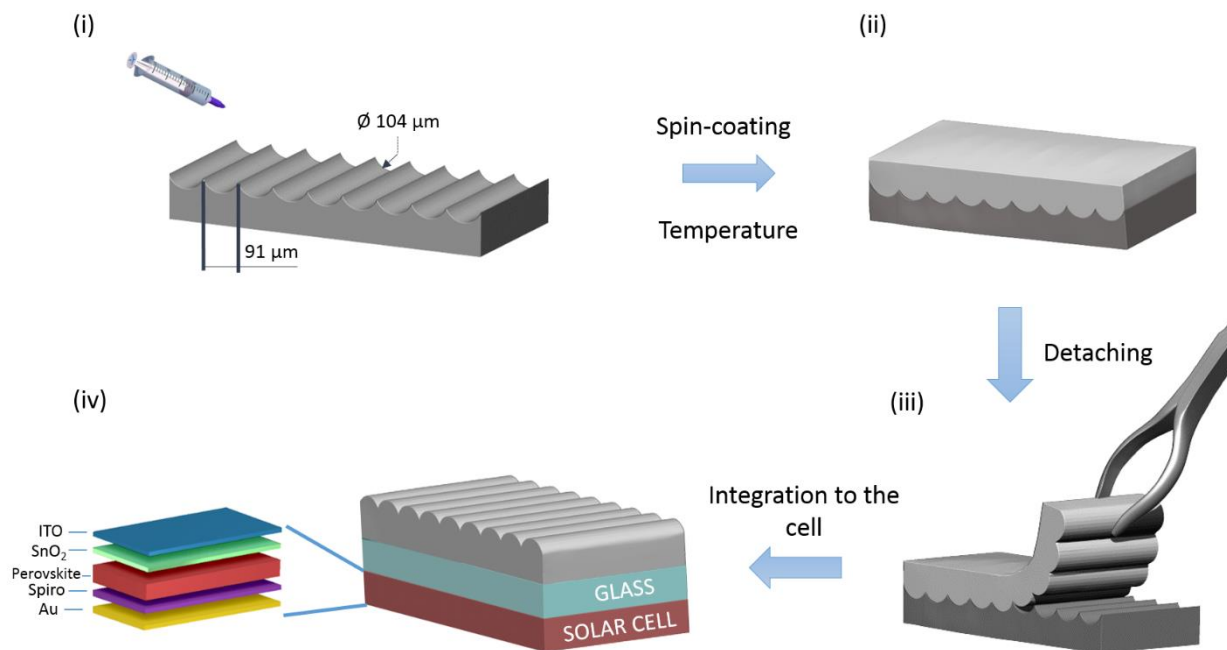 (i)
(ii)
Ø 104 µm
Spin-coating
Temperature
91 µm
Detaching
(iv)
(iii)
Integration to the
cell
ITO
SnO₂
Perovskite
Spiro
Au
GLASS
SOLAR CELL